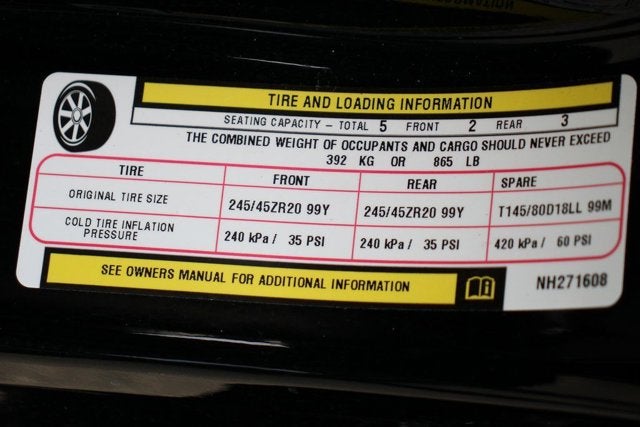 TIRE AND LOADING INFORMATION
SEATING CAPACITY – TOTAL 5 FRONT 2 REAR 3
THE COMBINED WEIGHT OF OCCUPANTS AND CARGO SHOULD NEVER EXCEED
392 KG OR 865 LB
TIRE FRONT REAR SPARE
ORIGINAL TIRE SIZE 245/45ZR20 99Y 245/45ZR20 99Y T145/80D18LL 99M
COLD TIRE INFLATION
PRESSURE 240 kPa / 35 PSI 240 kPa / 35 PSI 420 kPa / 60 PSI
SEE OWNERS MANUAL FOR ADDITIONAL INFORMATION
NH271608